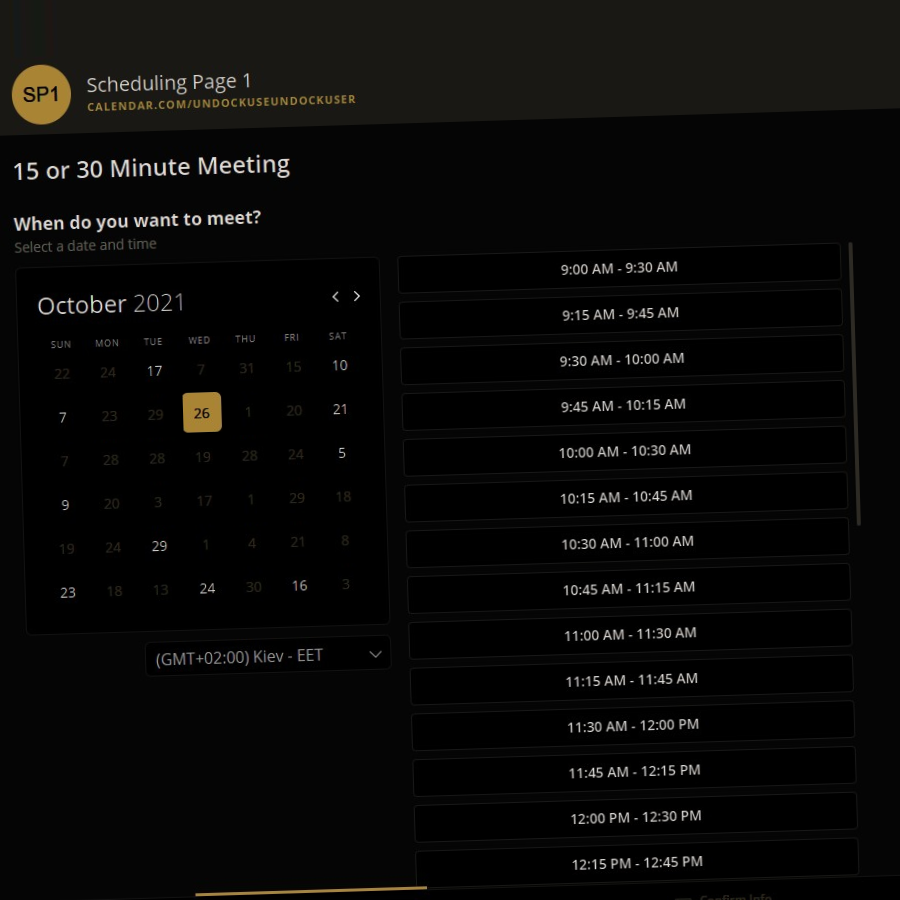 SP1
Scheduling Page 1
CALENDAR.COM/UNDOCKUSEUNDOCKUSER
15 or 30 Minute Meeting
When do you want to meet?
Select a date and time
October 2021
SUN MON TUE WED THU FRI SAT
22 24 17 7 31 15 10
7 23 29 26 1 20 21
7 28 28 19 28 24 5
9 20 3 17 1 29 18
19 24 29 1 4 21 8
23 18 13 24 30 16 3
(GMT+02:00) Kiev - EET
9:00 AM - 9:30 AM
9:15 AM - 9:45 AM
9:30 AM - 10:00 AM
9:45 AM - 10:15 AM
10:00 AM - 10:30 AM
10:15 AM - 10:45 AM
10:30 AM - 11:00 AM
10:45 AM - 11:15 AM
11:00 AM - 11:30 AM
11:15 AM - 11:45 AM
11:30 AM - 12:00 PM
11:45 AM - 12:15 PM
12:00 PM - 12:30 PM
12:15 PM - 12:45 PM
Confirm Info